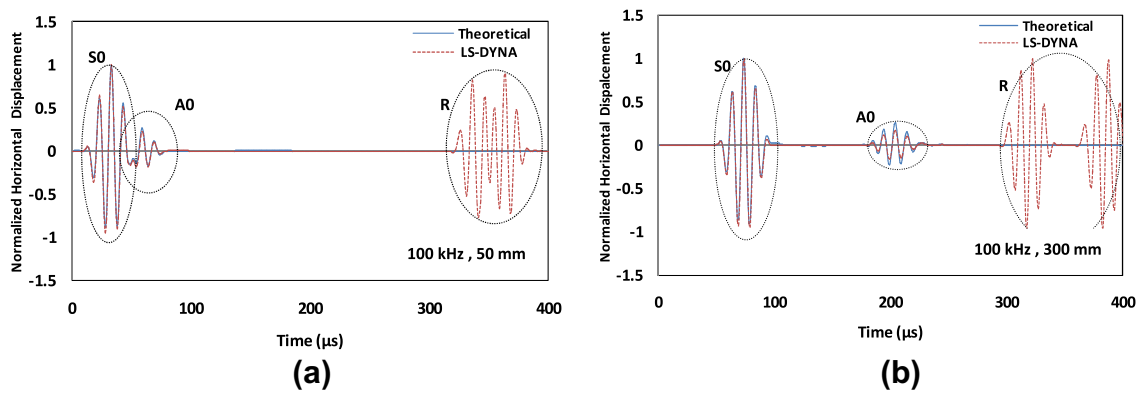 Normalized Horizontal Displacement
1.5
1
0.5
0
-0.5
-1
-1.5
S0
A0
R
Theoretical
LS-DYNA
100 kHz , 50 mm
0
100
200
300
400
Time (µs)
(a)
Normalized Horizontal Dispalcement
1.5
1
0.5
0
-0.5
-1
-1.5
S0
A0
R
Theoretical
LS-DYNA
100 kHz , 300 mm
0
100
200
300
400
Time (µs)
(b)